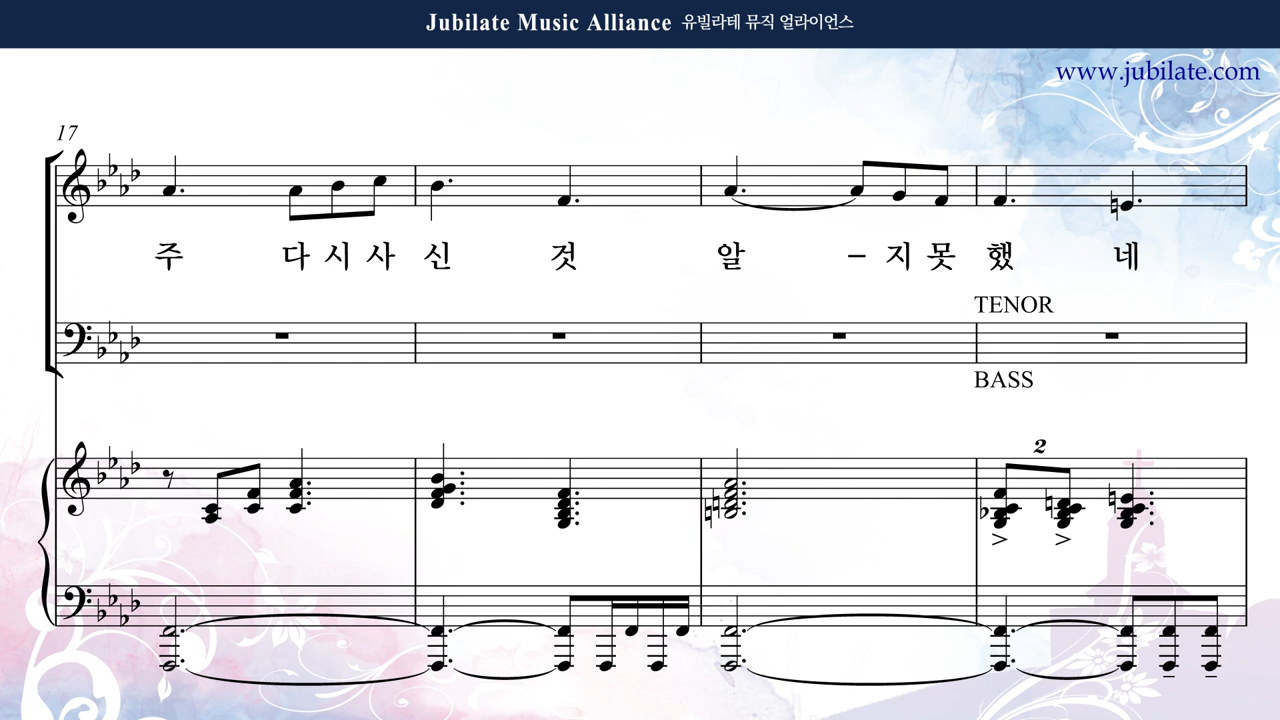 Jubilate Music Alliance 유빌라테 뮤직 얼라이언스
www.jubilate.com
17
주 다 시 사 신 것 알 - 지 못 했 네
TENOR
BASS
2